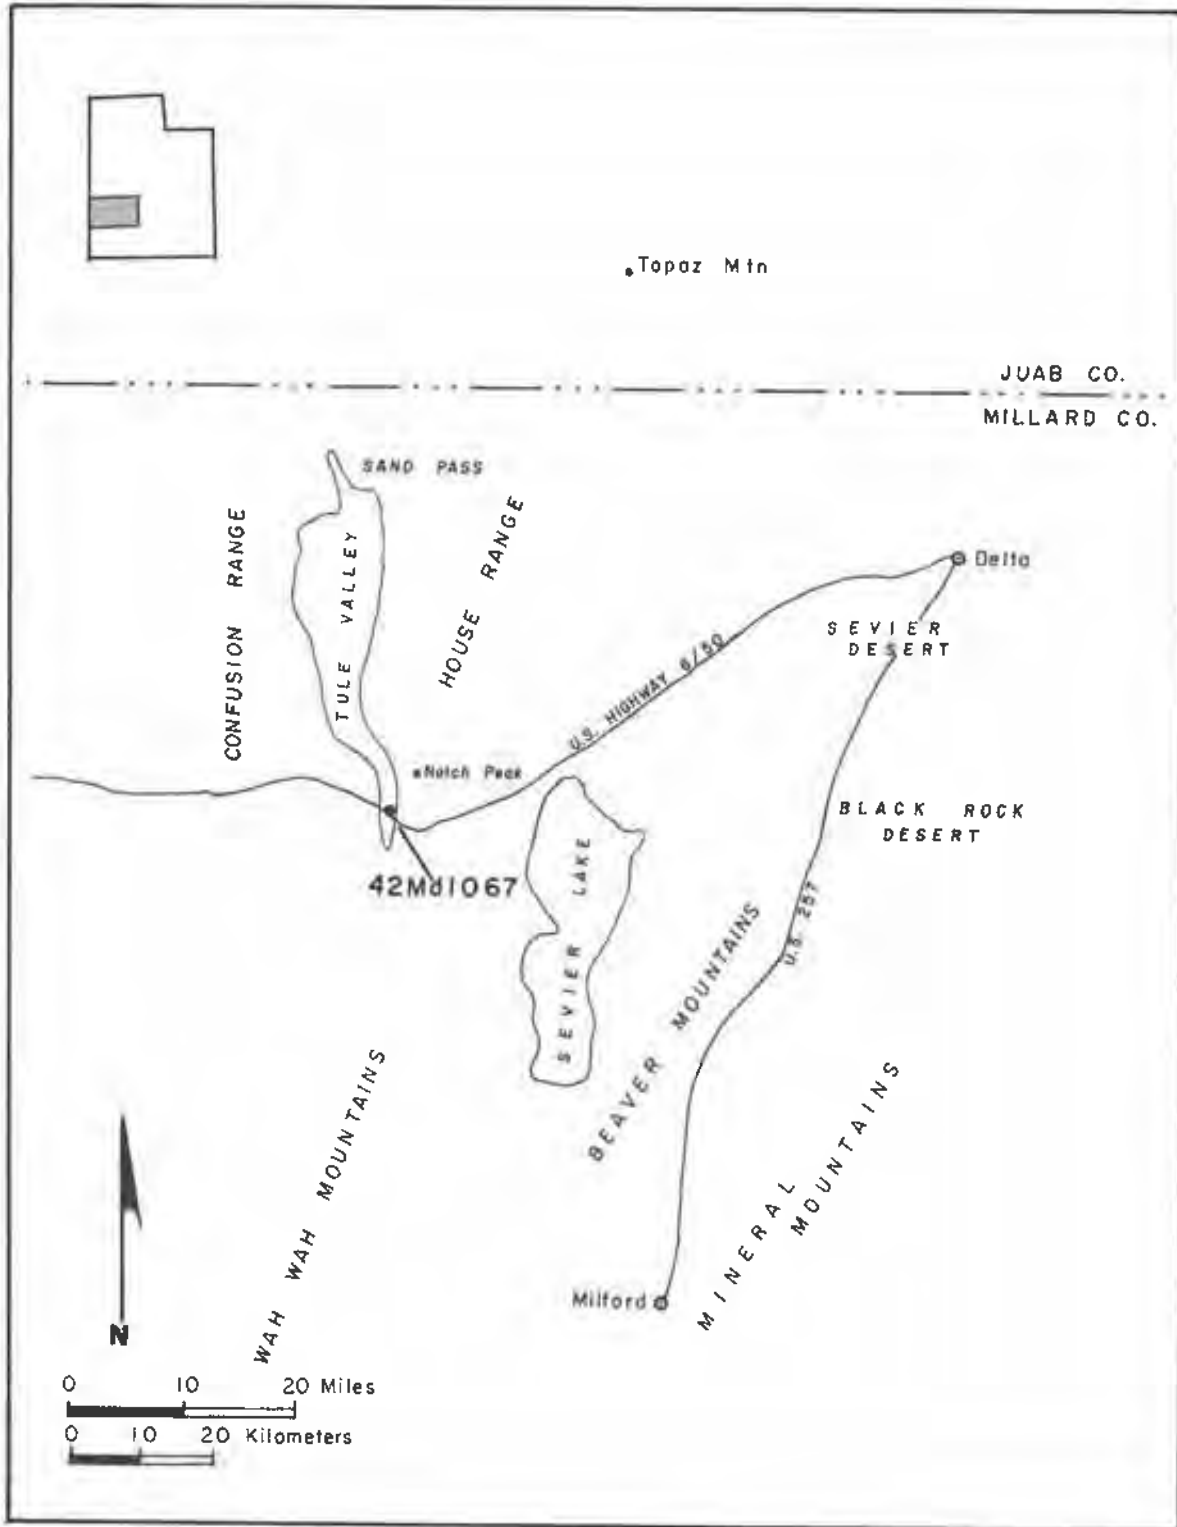 Topaz Mtn
JUAB CO.
MILLARD CO.
SAND PASS
CONFUSION RANGE
TULE VALLEY
HOUSE RANGE
Delta
SEVIER
DESERT
U.S. HIGHWAY 6/50
Notch Peak
BLACK ROCK
DESERT
42Md1067
SEVIER LAKE
U.S. 257
BEAVER MOUNTAINS
WAH WAH MOUNTAINS
MINERAL
MOUNTAINS
Milford
N
0 10 20 Miles
0 10 20 Kilometers